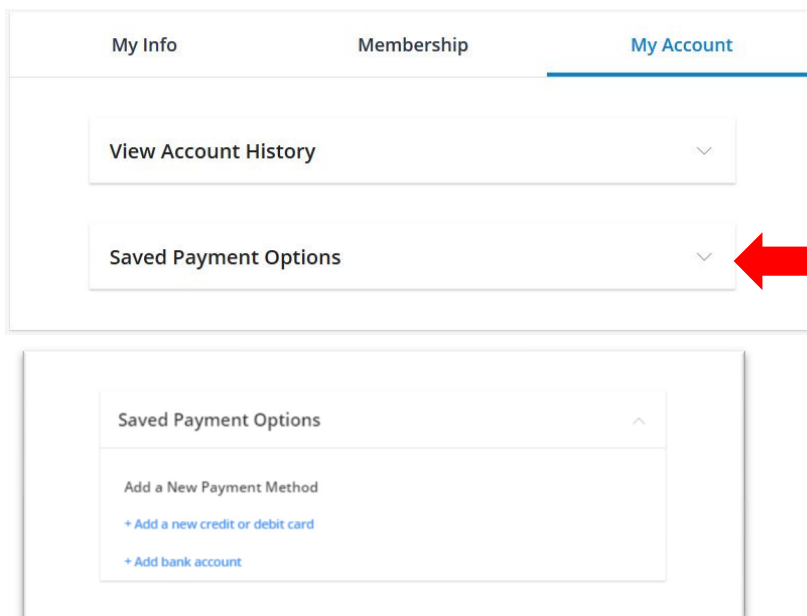 My Info Membership My Account
View Account History
Saved Payment Options
Saved Payment Options
Add a New Payment Method
+ Add a new credit or debit card
+ Add bank account